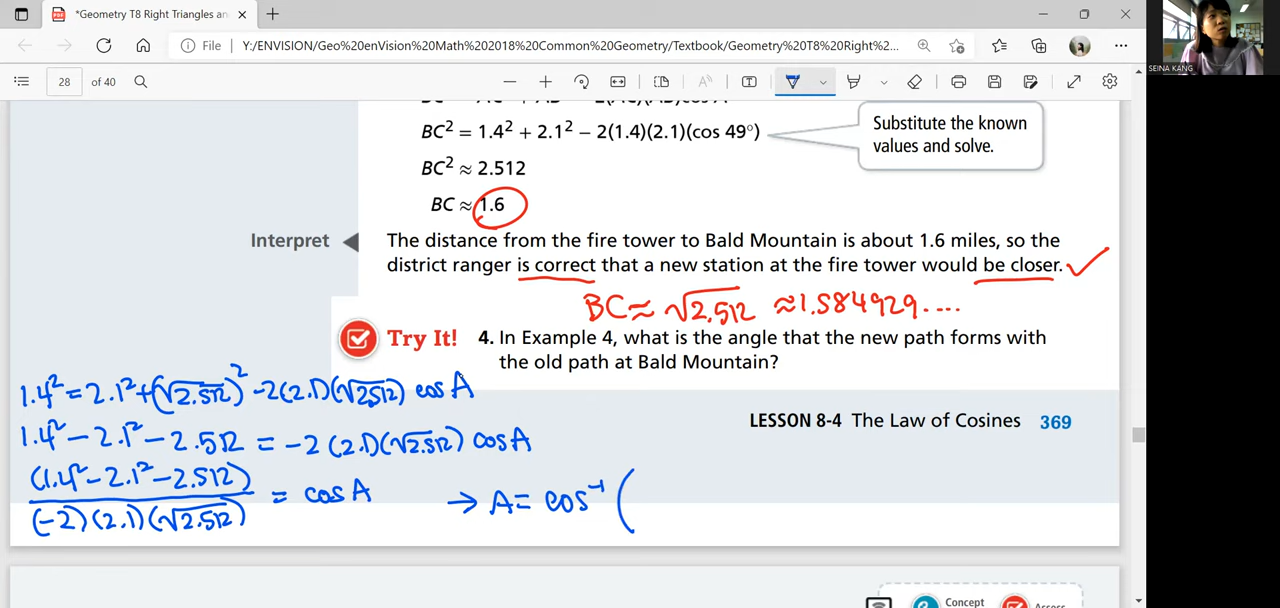 *Geometry T8 Right Triangles an
File
Y:/ENVISION/Geo%20enVision%20Math%202018%20Common%20Geometry/Textbook/Geometry%20T8%20Right%2...
28 of 40
SEINA KANG
BC² = 1.4² + 2.1² − 2(1.4)(2.1)(cos 49°)
Substitute the known
values and solve.
BC² ≈ 2.512
BC ≈ 1.6
Interpret
The distance from the fire tower to Bald Mountain is about 1.6 miles, so the
district ranger is correct that a new station at the fire tower would be closer. ✓
BC ≈ √2.512 ≈ 1.584929....
Try It! 4. In Example 4, what is the angle that the new path forms with
the old path at Bald Mountain?
1.4² = 2.1² + (√2.512)² − 2(2.1)(√2.512) cos A
LESSON 8-4 The Law of Cosines 369
1.4² − 2.1² − 2.512 = −2 (2.1)(√2.512) cos A
(1.4² − 2.1² − 2.512)
(−2)(2.1)(√2.512)
= cos A → A = cos⁻¹ (
Concept
Assess